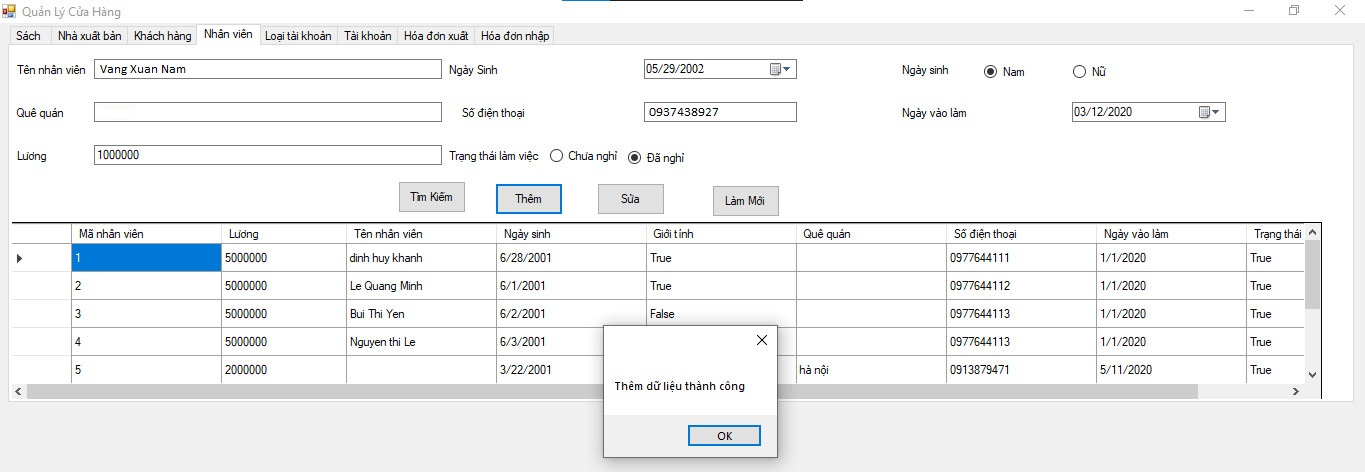 Quản Lý Cửa Hàng
Sách Nhà xuất bản Khách hàng Nhân viên Loại tài khoản Tài khoản Hóa đơn xuất Hóa đơn nhập
Tên nhân viên Vang Xuan Nam Ngày Sinh 05/29/2002 Ngày sinh Nam Nữ
Quê quán Số điện thoại 0937438927 Ngày vào làm 03/12/2020
Lương 1000000 Trạng thái làm việc Chưa nghỉ Đã nghỉ
Tìm Kiếm Thêm Sửa Làm Mới
Mã nhân viên Lương Tên nhân viên Ngày sinh Giới tính Quê quán Số điện thoại Ngày vào làm Trạng thái
1 5000000 dinh huy khanh 6/28/2001 True 0977644111 1/1/2020 True
2 5000000 Le Quang Minh 6/1/2001 True 0977644112 1/1/2020 True
3 5000000 Bui Thi Yen 6/2/2001 False 0977644113 1/1/2020 True
4 5000000 Nguyen thi Le 6/3/2001 0977644113 1/1/2020 True
5 2000000 3/22/2001 hà nội 0913879471 5/11/2020 True
Thêm dữ liệu thành công
OK